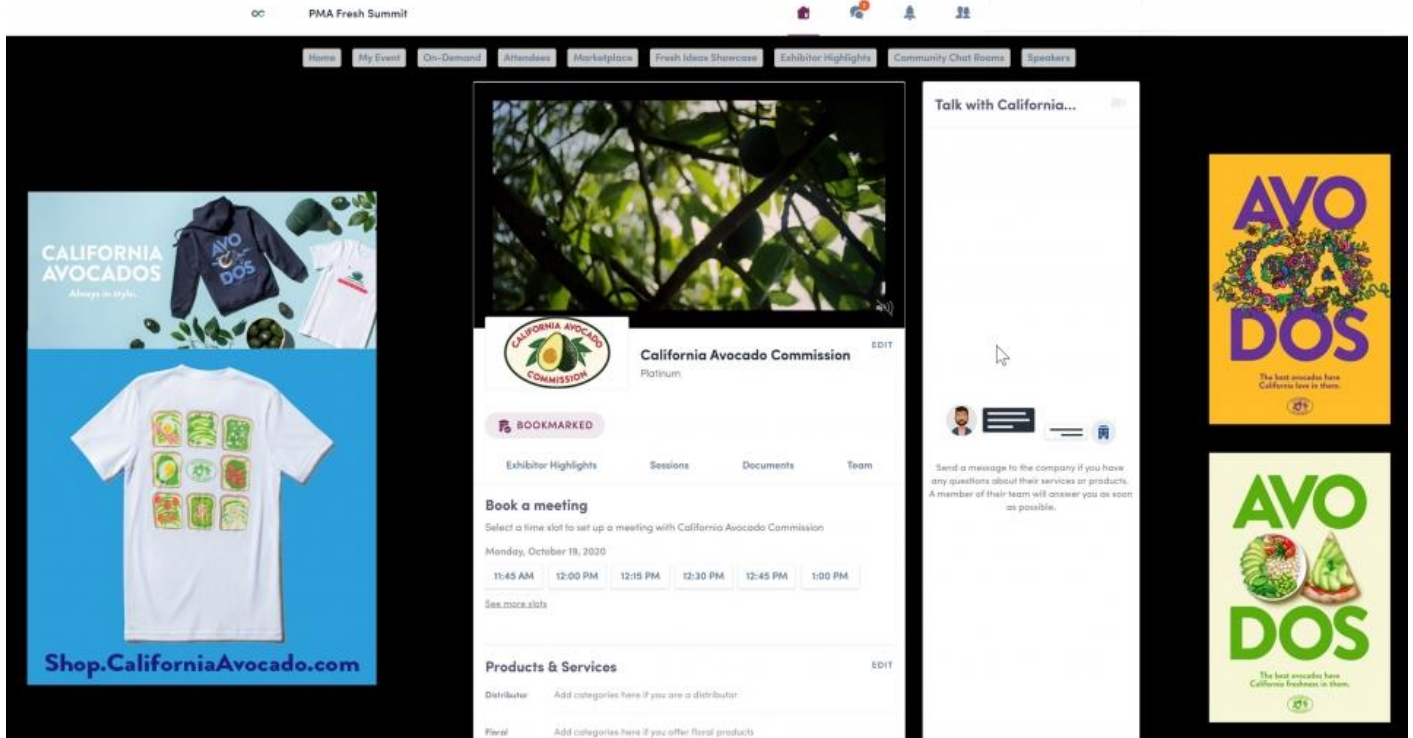 PMA Fresh Summit
1
Home My Event On-Demand Attendees Marketplace Fresh Ideas Showcase Exhibitor Highlights Community Chat Rooms Speakers
CALIFORNIA
AVOCADOS
Always in style.
AVO
CA
DOS
Shop.CaliforniaAvocado.com
CALIFORNIA AVOCADO
COMMISSION
California Avocado Commission
Platinum
EDIT
BOOKMARKED
Exhibitor Highlights Sessions Documents Team
Book a meeting
Select a time slot to set up a meeting with California Avocado Commission
Monday, October 19, 2020
11:45 AM 12:00 PM 12:15 PM 12:30 PM 12:45 PM 1:00 PM
See more slots
Products & Services
EDIT
Distributor Add categories here if you are a distributor
Floral Add categories here if you offer floral products
Talk with California...
Send a message to the company if you have
any questions about their services or products.
A member of their team will answer you as soon
as possible.
AVO
CA
DOS
The best avocados have
California love in them.
AVO
CA
DOS
The best avocados have
California freshness in them.